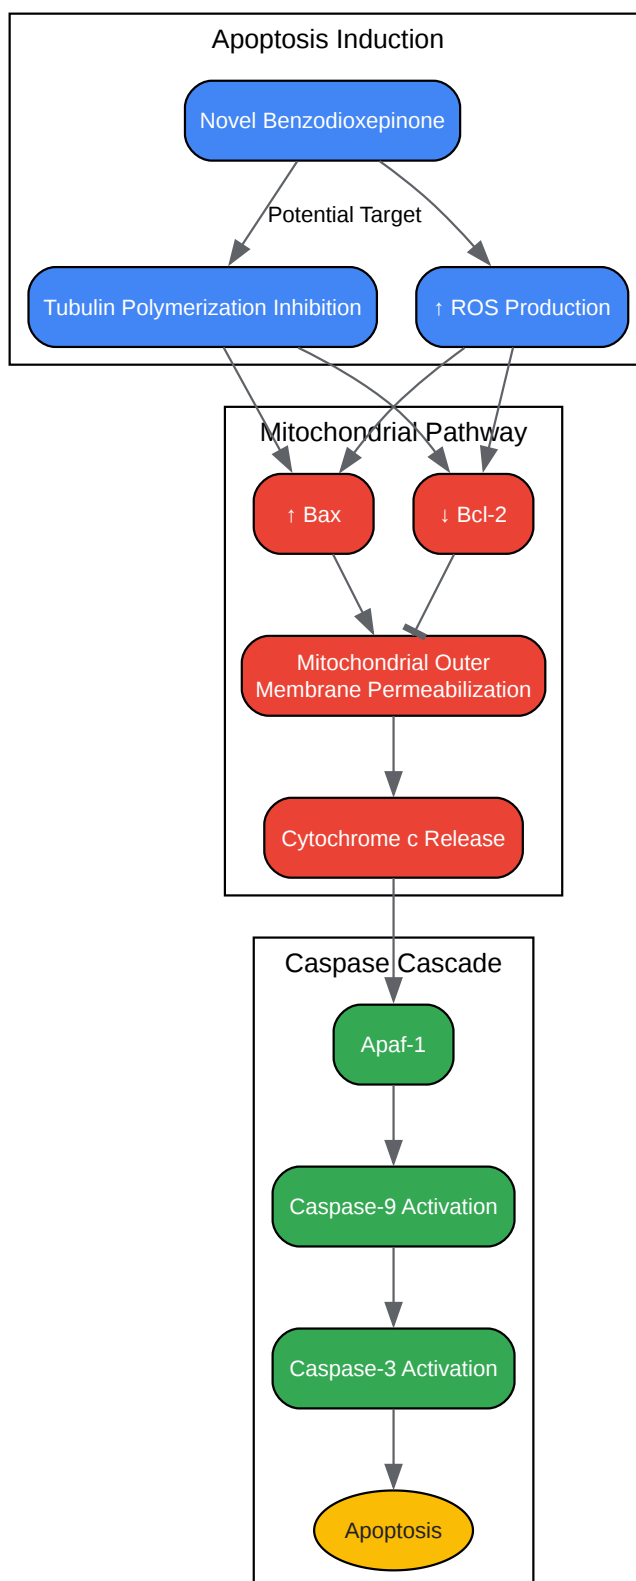 Apoptosis Induction
Novel Benzodioxepinone
Potential Target
Tubulin Polymerization Inhibition
↑ ROS Production
Mitochondrial Pathway
↑ Bax
↓ Bcl-2
Mitochondrial Outer
Membrane Permeabilization
Cytochrome c Release
Caspase Cascade
Apaf-1
Caspase-9 Activation
Caspase-3 Activation
Apoptosis